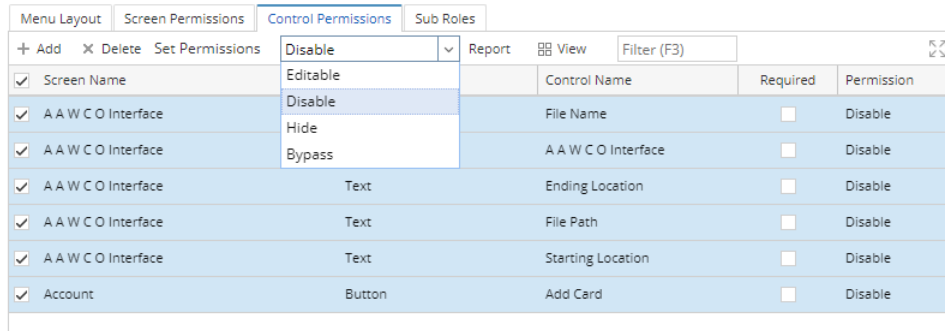 Menu Layout Screen Permissions Control Permissions Sub Roles
+ Add × Delete Set Permissions Disable Report View Filter (F3)
Screen Name Control Name Required Permission
Editable
Disable
Hide
Bypass
A A W C O Interface File Name Disable
A A W C O Interface A A W C O Interface Disable
A A W C O Interface Text Ending Location Disable
A A W C O Interface Text File Path Disable
A A W C O Interface Text Starting Location Disable
Account Button Add Card Disable